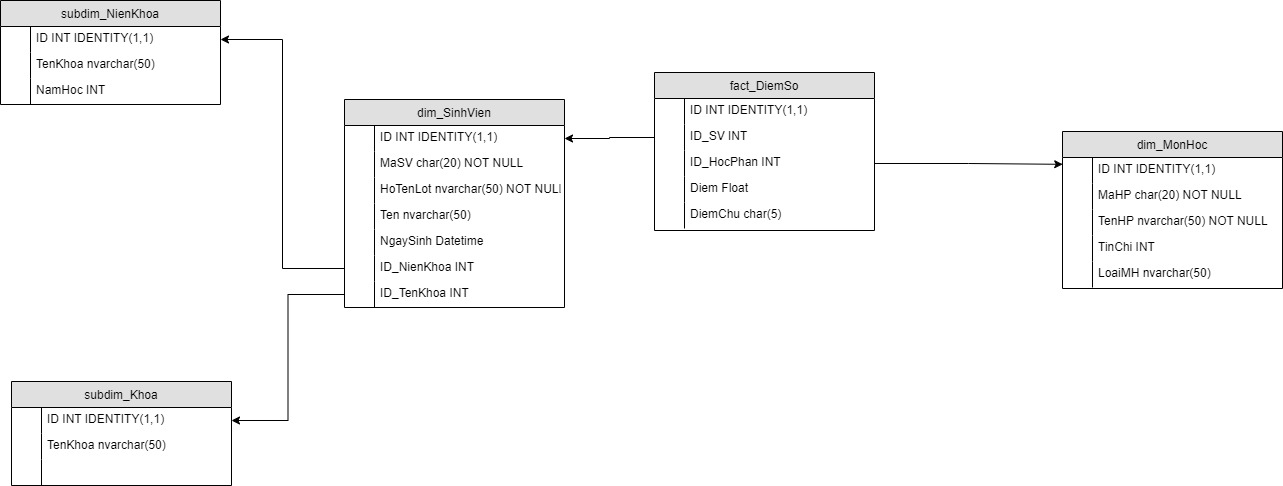 subdim_NienKhoa
ID INT IDENTITY(1,1)
TenKhoa nvarchar(50)
NamHoc INT
dim_SinhVien
ID INT IDENTITY(1,1)
MaSV char(20) NOT NULL
HoTenLot nvarchar(50) NOT NULL
Ten nvarchar(50)
NgaySinh Datetime
ID_NienKhoa INT
ID_TenKhoa INT
fact_DiemSo
ID INT IDENTITY(1,1)
ID_SV INT
ID_HocPhan INT
Diem Float
DiemChu char(5)
dim_MonHoc
ID INT IDENTITY(1,1)
MaHP char(20) NOT NULL
TenHP nvarchar(50) NOT NULL
TinChi INT
LoaiMH nvarchar(50)
subdim_Khoa
ID INT IDENTITY(1,1)
TenKhoa nvarchar(50)